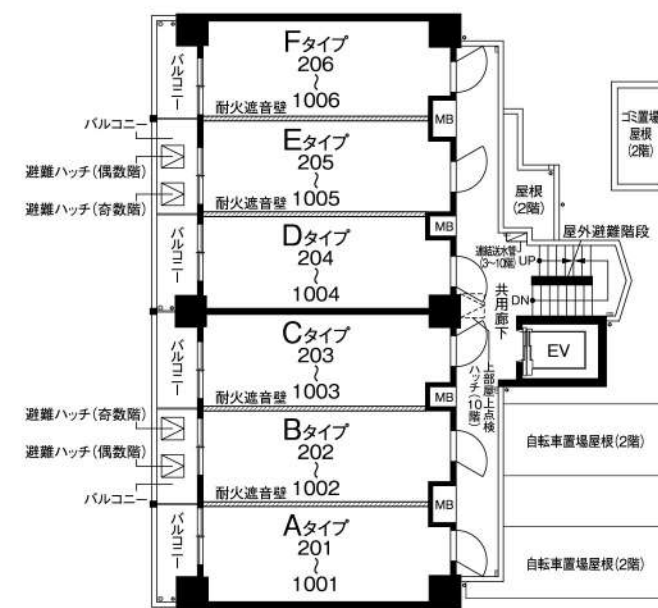 Fタイプ
206
〜
1006
バルコニー
耐火遮音壁
MB
バルコニー
避難ハッチ(偶数階)
避難ハッチ(奇数階)
Eタイプ
205
〜
1005
耐火遮音壁
MB
バルコニー
Dタイプ
204
〜
1004
ゴミ置場
屋根
(2階)
屋根
(2階)
屋外避難階段
連結送水管
(3〜10階)
UP
DN
共用廊下
EV
上部屋上点検
ハッチ(10階)
バルコニー
Cタイプ
203
〜
1003
耐火遮音壁
MB
避難ハッチ(奇数階)
避難ハッチ(偶数階)
バルコニー
Bタイプ
202
〜
1002
耐火遮音壁
MB
バルコニー
Aタイプ
201
〜
1001
自転車置場屋根(2階)
自転車置場屋根(2階)